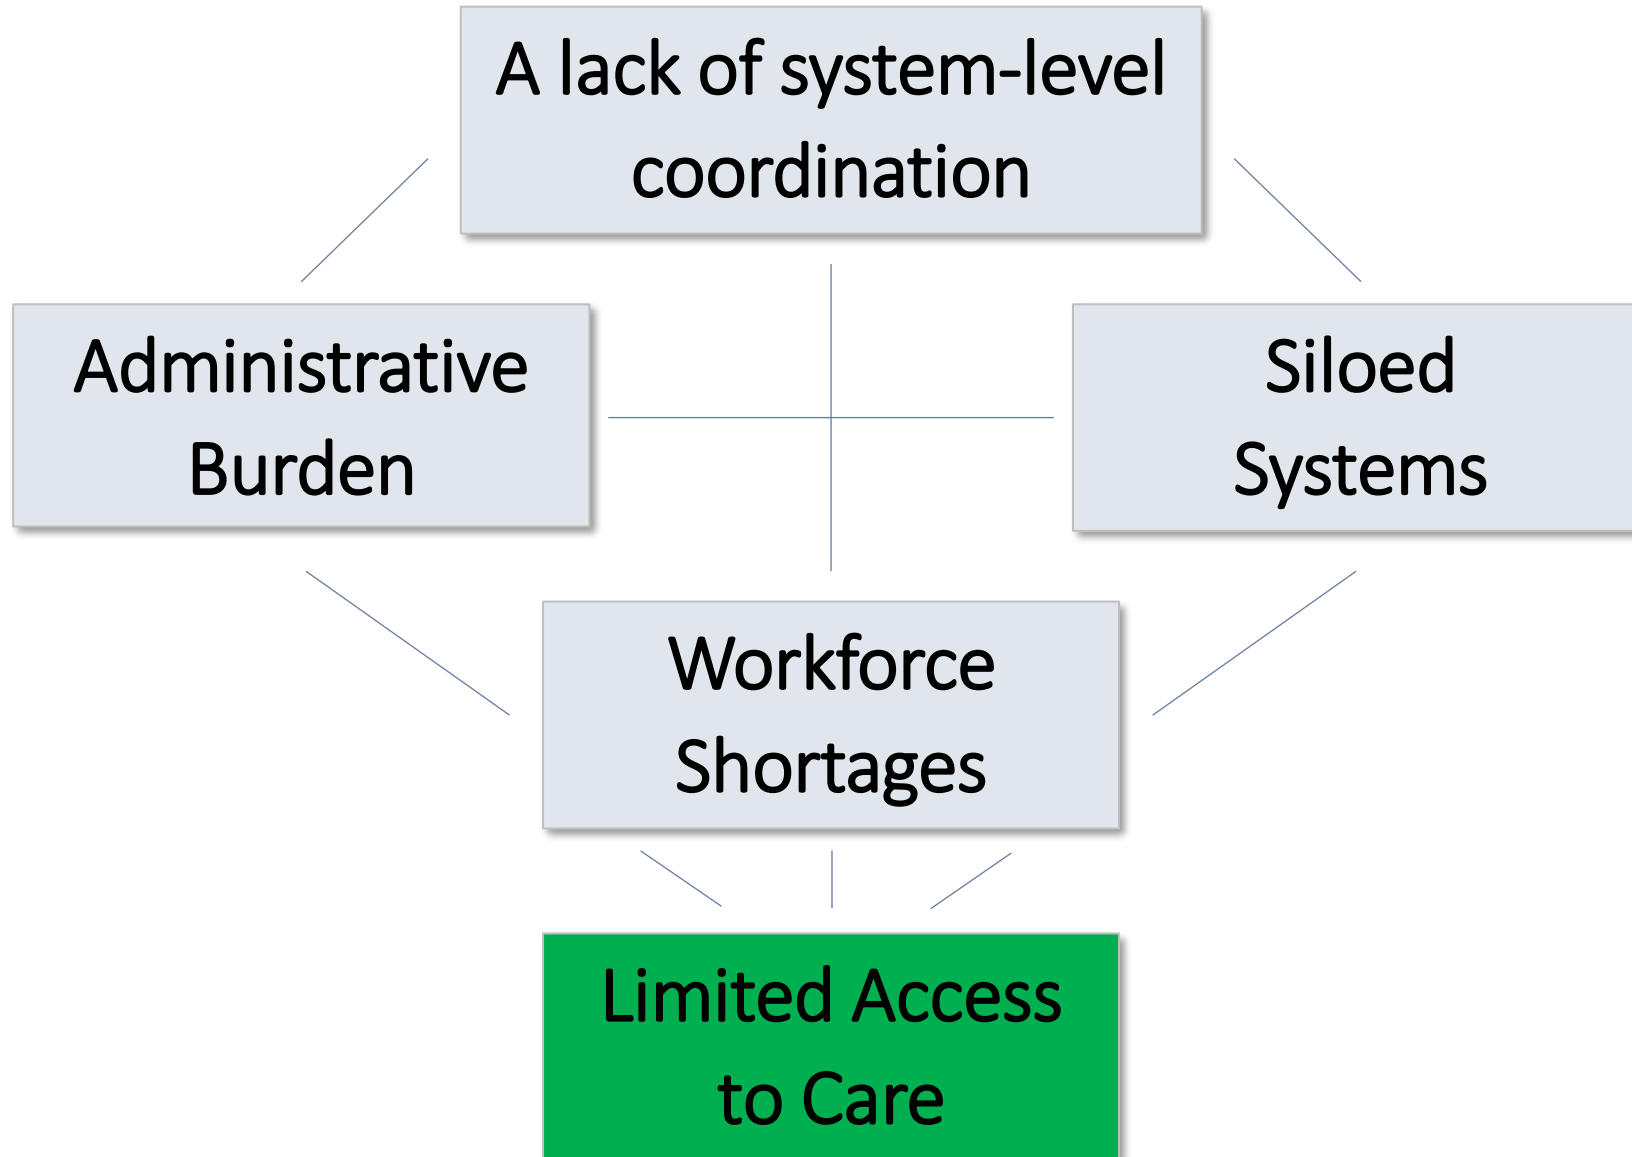 A lack of system-level
coordination
Administrative
Burden
Siloed
Systems
Workforce
Shortages
Limited Access
to Care